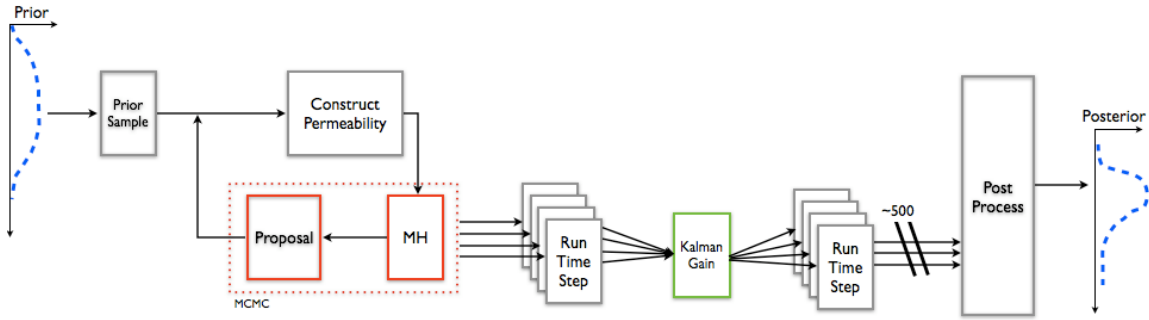 Prior
Prior
Sample
Construct
Permeability
Proposal
MH
MCMC
Run
Time
Step
Kalman
Gain
Run
Time
Step
~500
Post
Process
Posterior